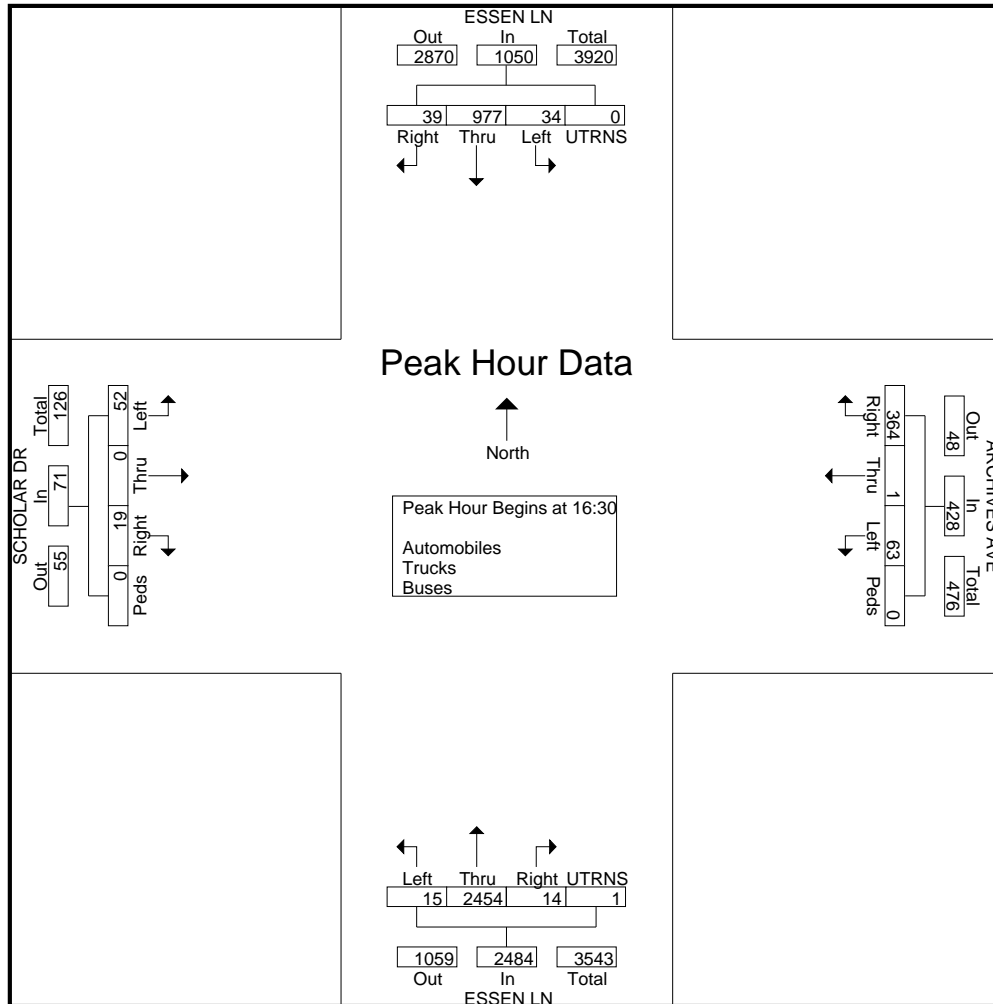 ESSEN LN
Out In Total
2870 1050 3920
39 977 34 0
Right Thru Left UTRNS
Peak Hour Data
North
Peak Hour Begins at 16:30
Automobiles
Trucks
Buses
SCHOLAR DR
Total In Out
126 71 55
52 0 19 0
Left Thru Right Peds
ARCHIVES AVE
Out In Total
48 428 476
364 1 63 0
Right Thru Left Peds
Left Thru Right UTRNS
15 2454 14 1
1059 2484 3543
Out In Total
ESSEN LN